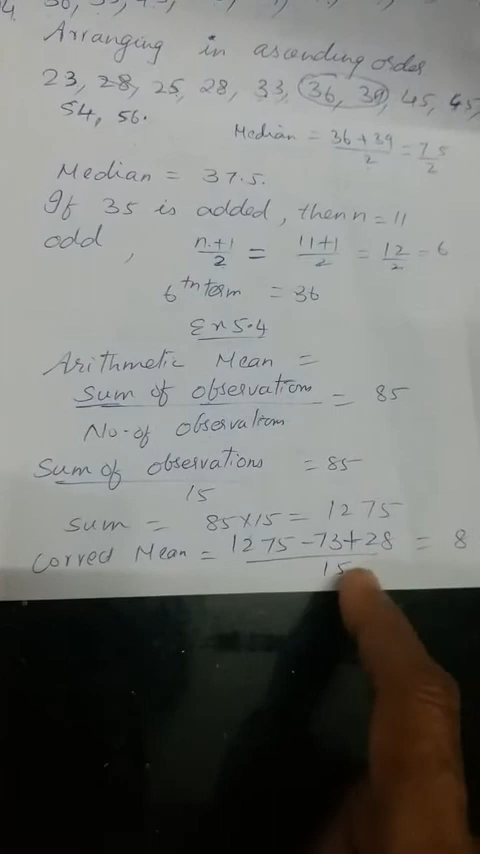 Arranging in ascending order
23, 28, 25, 28, 33, 36, 39, 45, 45,
54, 56.
Median = 36+39/2 = 75/2
Median = 37.5.
If 35 is added, then n = 11
odd, n+1/2 = 11+1/2 = 12/2 = 6
6th term = 36
Ex 5.4
Arithmetic Mean =
Sum of observations/No. of observations = 85
Sum of observations/15 = 85
Sum = 85×15 = 1275
Correct Mean = 1275-73+28/15 = 8